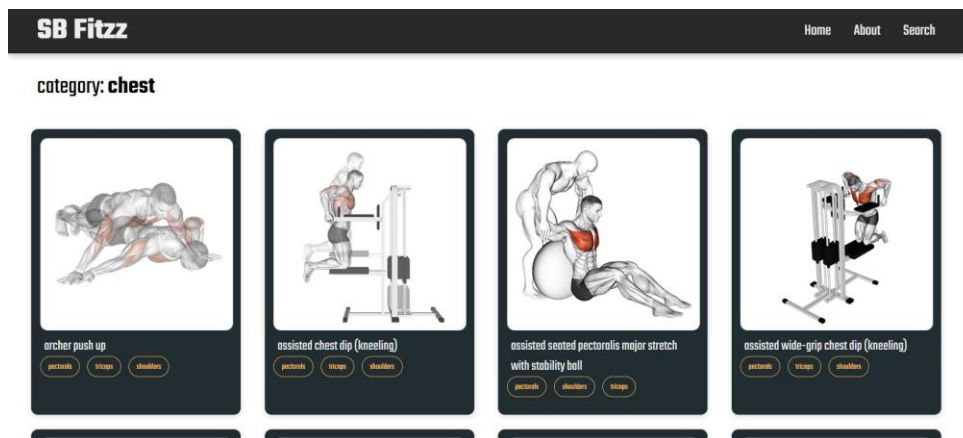 SB Fitzz
Home About Search
category: chest
archer push up
pectorals triceps shoulders
assisted chest dip (kneeling)
pectorals triceps shoulders
assisted seated pectoralis major stretch
with stability ball
pectorals shoulders triceps
assisted wide-grip chest dip (kneeling)
pectorals triceps shoulders